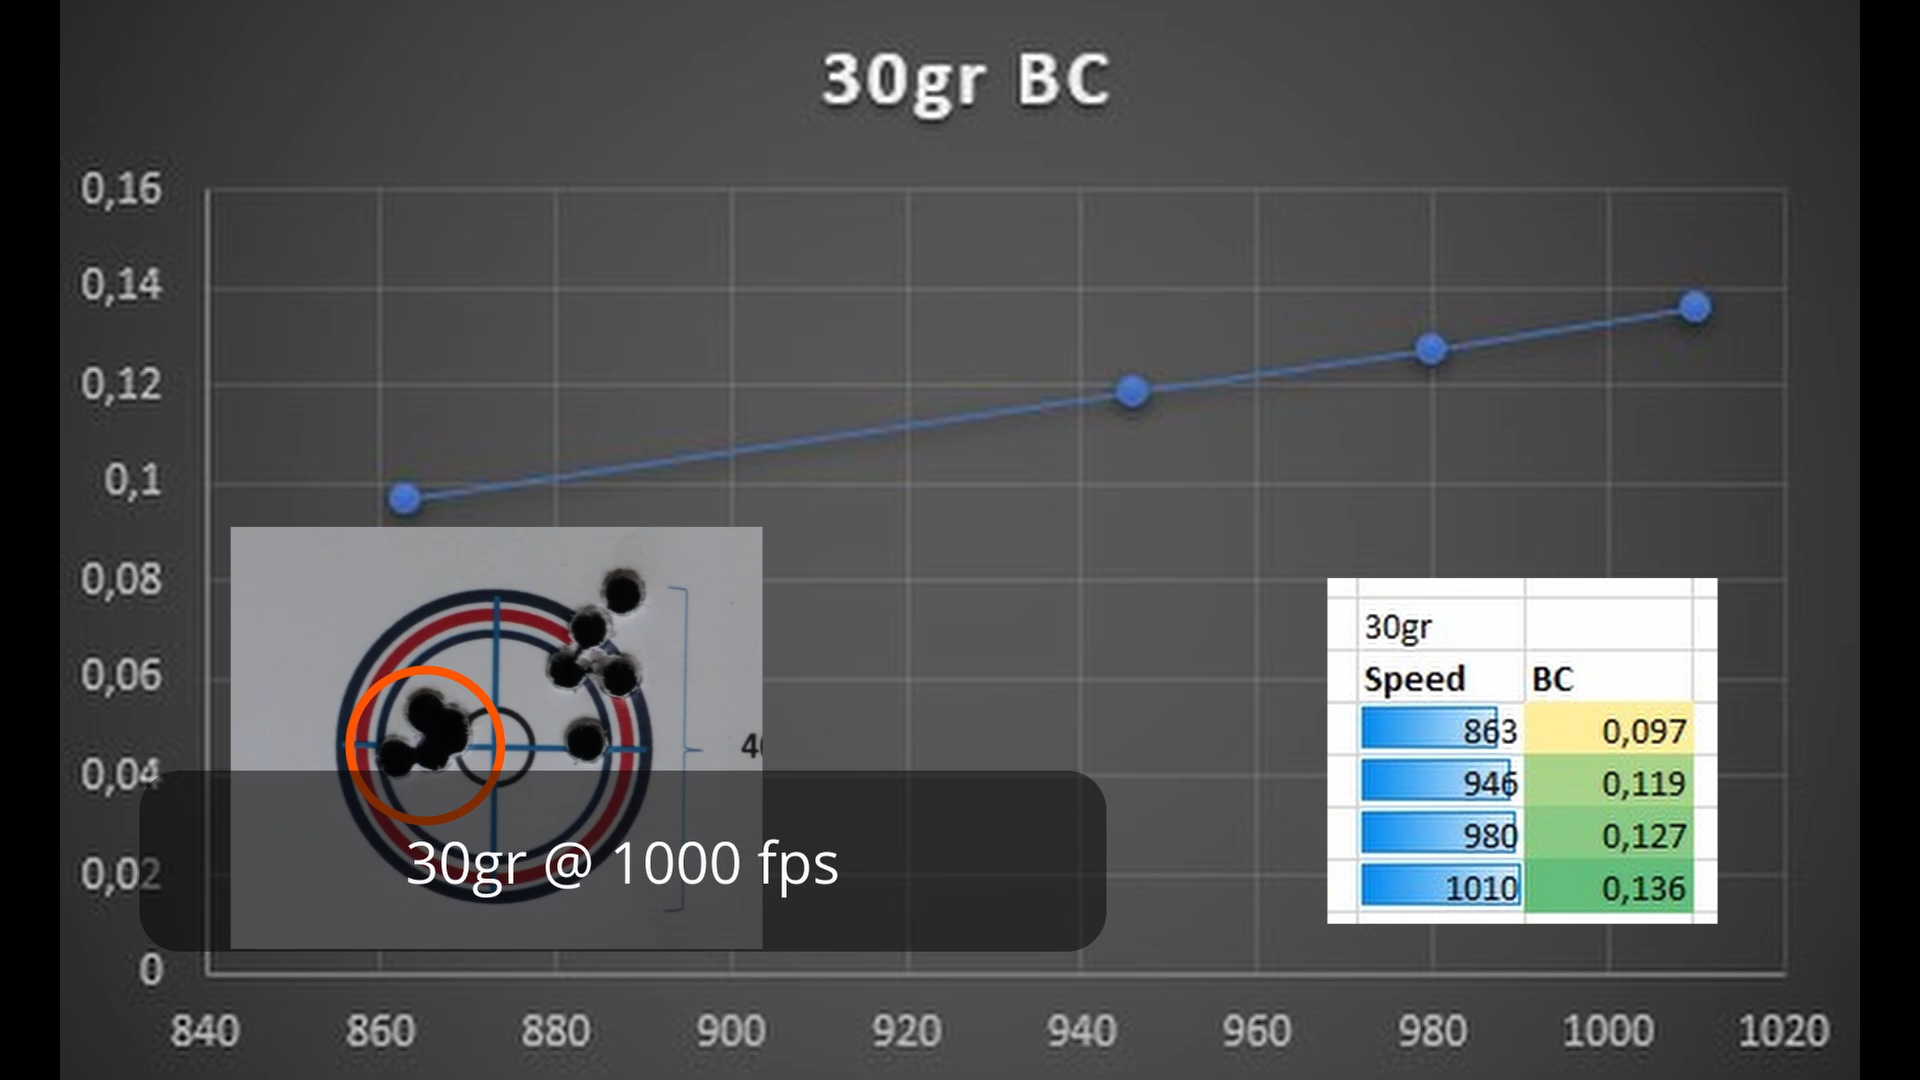 30gr BC
0,16
0,14
0,12
0,1
0,08
0,06
0,04
0,02
0
840 860 880 900 920 940 960 980 1000 1020
30gr @ 1000 fps
30gr
Speed BC
863 0,097
946 0,119
980 0,127
1010 0,136